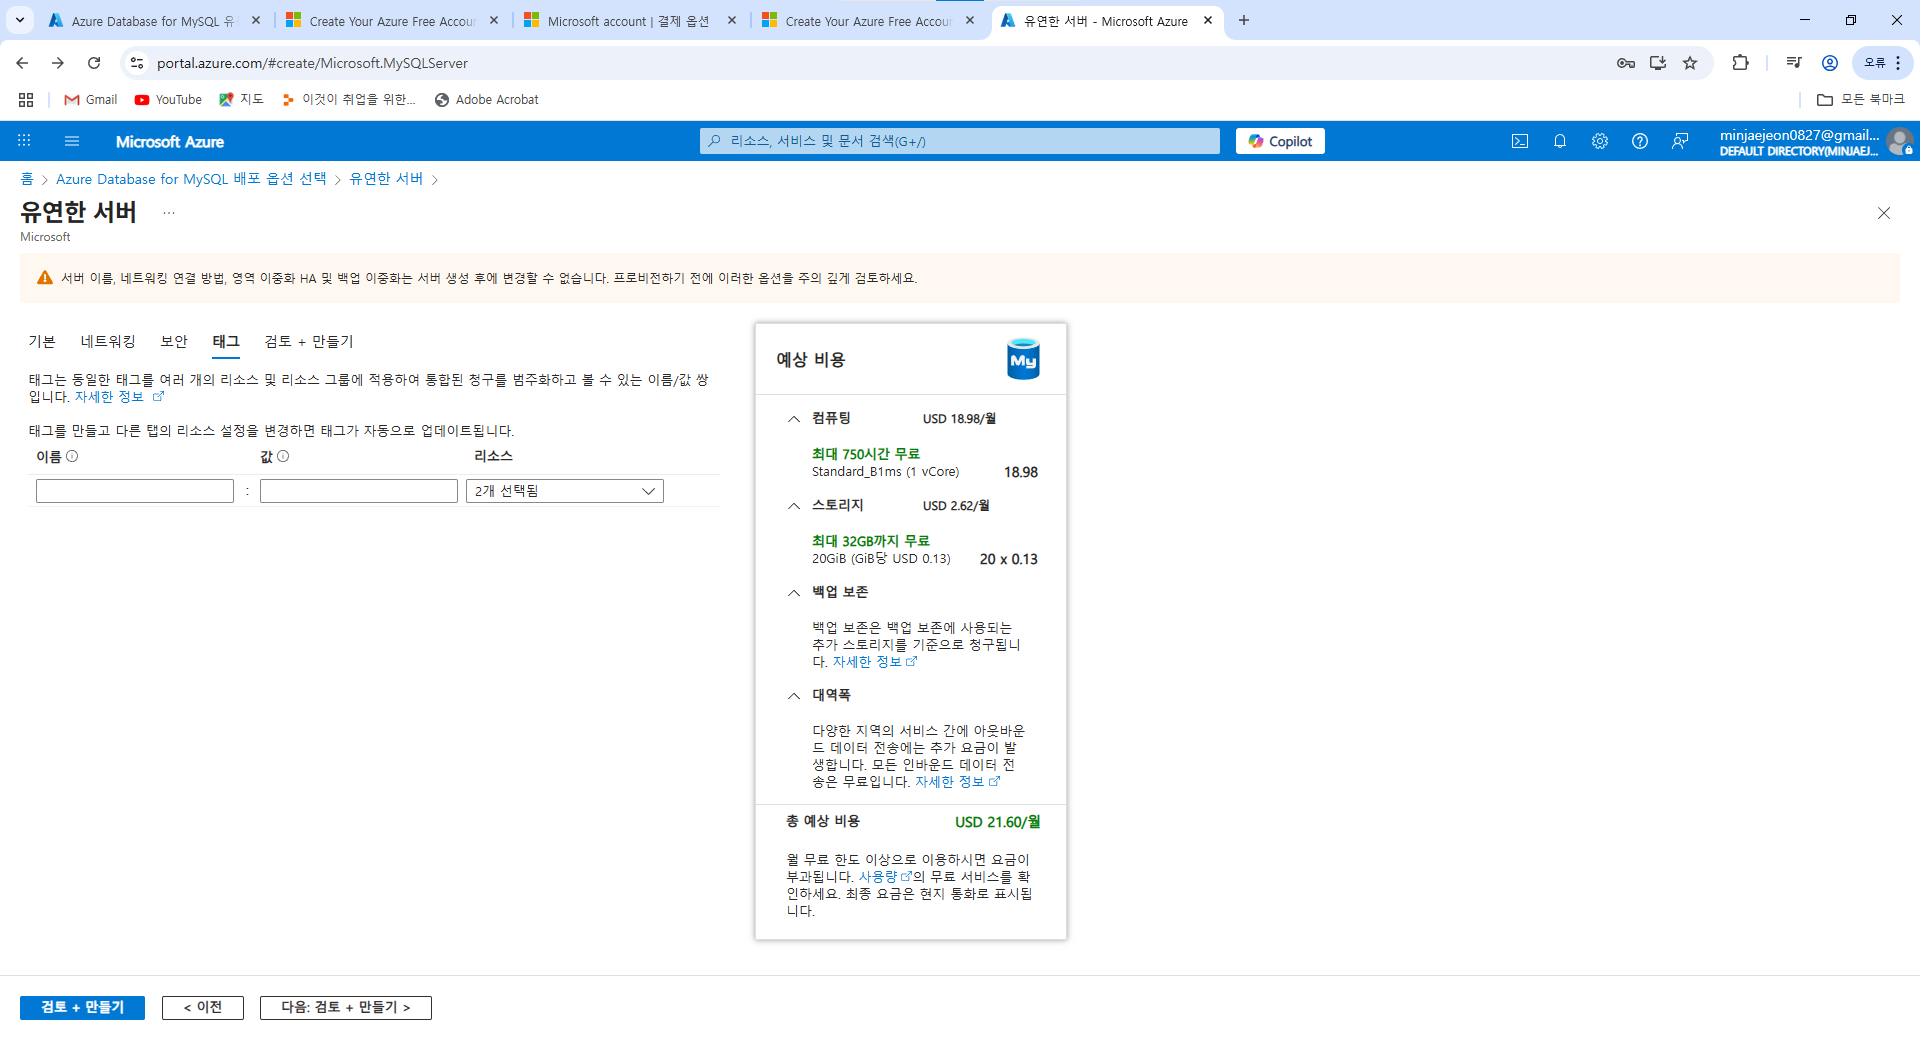 Azure Database for MySQL 유
Create Your Azure Free Accour
Microsoft account | 결제 옵션
Create Your Azure Free Accour
유연한 서버 - Microsoft Azure
portal.azure.com/#create/Microsoft.MySQLServer
오류
Gmail
YouTube
지도
이것이 취업을 위한...
Adobe Acrobat
모든 북마크
Microsoft Azure
리소스, 서비스 및 문서 검색(G+/)
Copilot
minjaejeon0827@gmail...
DEFAULT DIRECTORY(MINJAEJ...
홈 > Azure Database for MySQL 배포 옵션 선택 > 유연한 서버 >
유연한 서버 ...
Microsoft
서버 이름, 네트워킹 연결 방법, 영역 이중화 HA 및 백업 이중화는 서버 생성 후에 변경할 수 없습니다. 프로비전하기 전에 이러한 옵션을 주의 깊게 검토하세요.
기본 네트워킹 보안 태그 검토 + 만들기
태그는 동일한 태그를 여러 개의 리소스 및 리소스 그룹에 적용하여 통합된 청구를 범주화하고 볼 수 있는 이름/값 쌍
입니다. 자세한 정보
태그를 만들고 다른 탭의 리소스 설정을 변경하면 태그가 자동으로 업데이트됩니다.
이름 값 리소스
: 2개 선택됨
예상 비용
My
컴퓨팅 USD 18.98/월
최대 750시간 무료
Standard_B1ms (1 vCore) 18.98
스토리지 USD 2.62/월
최대 32GB까지 무료
20GiB (GiB당 USD 0.13) 20 x 0.13
백업 보존
백업 보존은 백업 보존에 사용되는
추가 스토리지를 기준으로 청구됩니
다. 자세한 정보
대역폭
다양한 지역의 서비스 간에 아웃바운
드 데이터 전송에는 추가 요금이 발
생합니다. 모든 인바운드 데이터 전
송은 무료입니다. 자세한 정보
총 예상 비용 USD 21.60/월
월 무료 한도 이상으로 이용하시면 요금이
부과됩니다. 사용량의 무료 서비스를 확
인하세요. 최종 요금은 현지 통화로 표시됩
니다.
검토 + 만들기
< 이전
다음: 검토 + 만들기 >